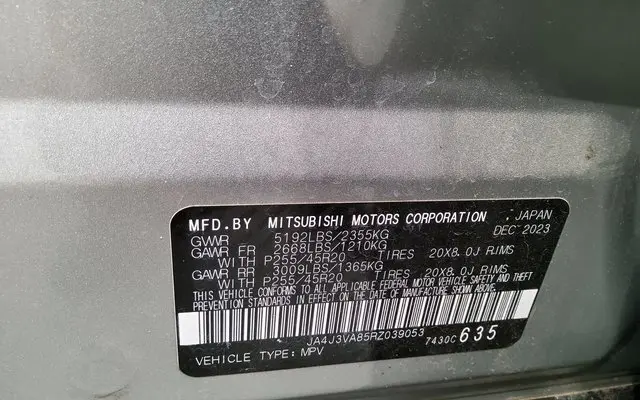 MFD.BY MITSUBISHI MOTORS CORPORATION JAPAN
GVWR 5192LBS/2355KG DEC 2023
GAWR FR 2668LBS/1210KG
WITH P255/45R20 TIRES 20X8.0J RIMS
GAWR RR 3009LBS/1365KG
WITH P255/45R20 TIRES 20X8.0J RIMS
THIS VEHICLE CONFORMS TO ALL APPLICABLE FEDERAL MOTOR VEHICLE SAFETY AND THEFT
PREVENTION STANDARDS IN EFFECT ON THE DATE OF MANUFACTURE SHOWN ABOVE.
JA4J3VA85RZ039053 7430C 635
VEHICLE TYPE: MPV